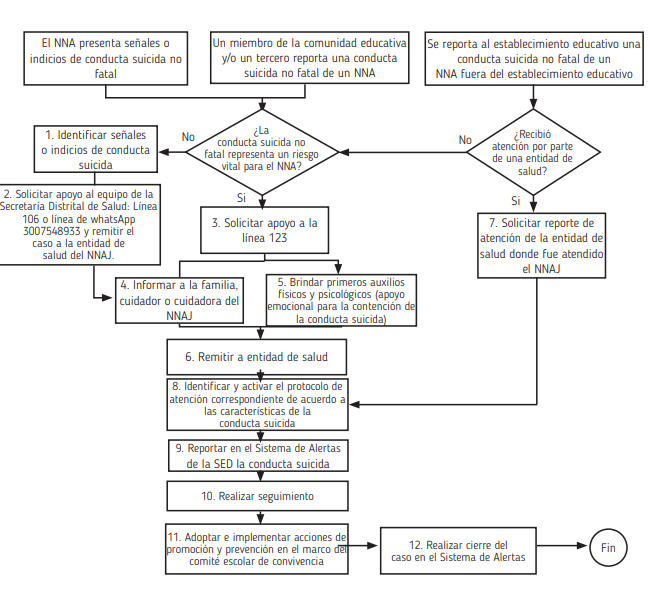 El NNA presenta señales o
indicios de conducta suicida no
fatal
Un miembro de la comunidad educativa
y/o un tercero reporta una conducta
suicida no fatal de un NNA
Se reporta al establecimiento educativo una
conducta suicida no fatal de un
NNA fuera del establecimiento educativo
¿La
conducta suicida no
fatal representa un riesgo
vital para el NNA?
No
Si
¿Recibió
atención por parte
de una entidad de
salud?
No
Si
1. Identificar señales
o indicios de conducta
suicida
2. Solicitar apoyo al equipo de la
Secretaría Distrital de Salud: Línea
106 o línea de whatsApp
3007548933 y remitir el
caso a la entidad de
salud del NNAJ.
3. Solicitar apoyo a la
línea 123
7. Solicitar reporte de
atención de la entidad de
salud donde fue atendido
el NNAJ
4. Informar a la familia,
cuidador o cuidadora del
NNAJ
5. Brindar primeros auxilios
físicos y psicológicos (apoyo
emocional para la contención de
la conducta suicida)
6. Remitir a entidad de salud
8. Identificar y activar el protocolo de
atención correspondiente de acuerdo a
las características de la
conducta suicida
9. Reportar en el Sistema de Alertas
de la SED la conducta suicida
10. Realizar seguimiento
11. Adoptar e implementar acciones de
promoción y prevención en el marco del
comité escolar de convivencia
12. Realizar cierre del
caso en el Sistema de Alertas
Fin